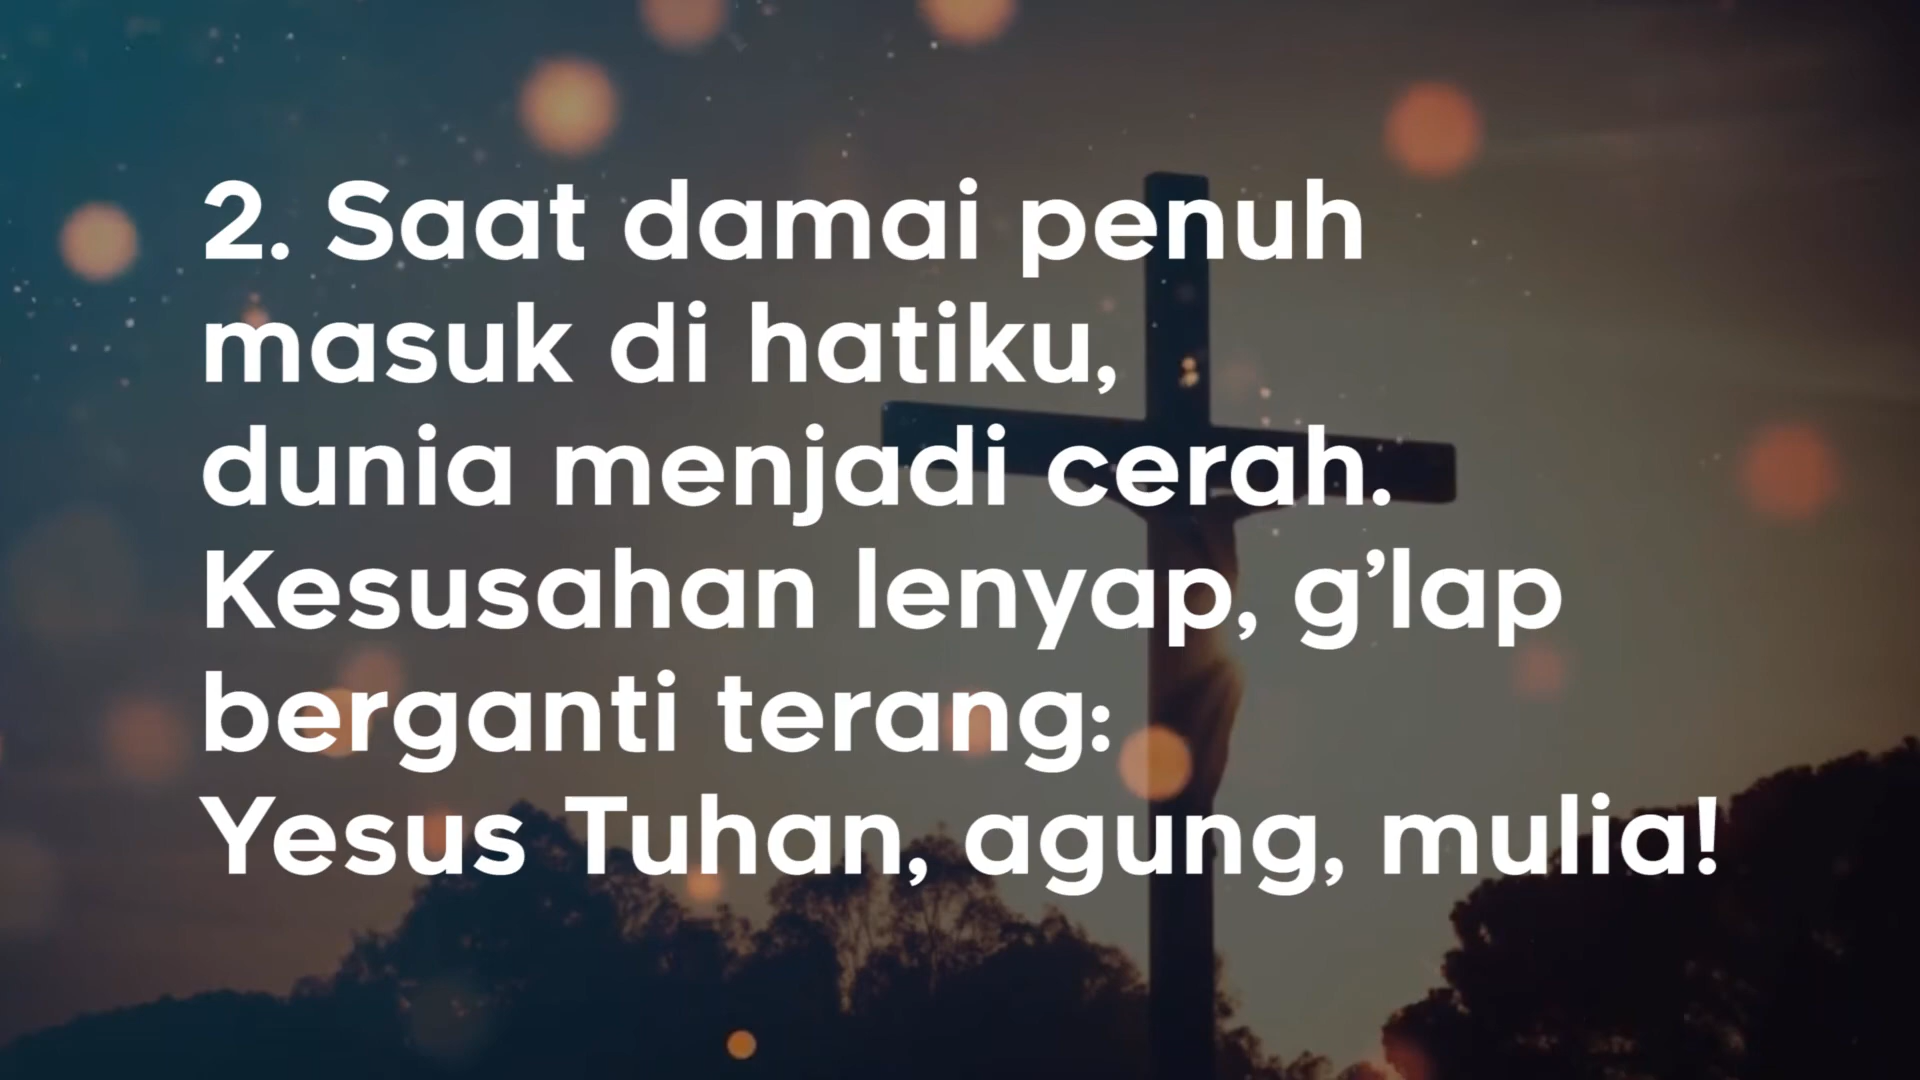 2. Saat damai penuh
masuk di hatiku,
dunia menjadi cerah.
Kesusahan lenyap, g’lap
berganti terang:
Yesus Tuhan, agung, mulia!